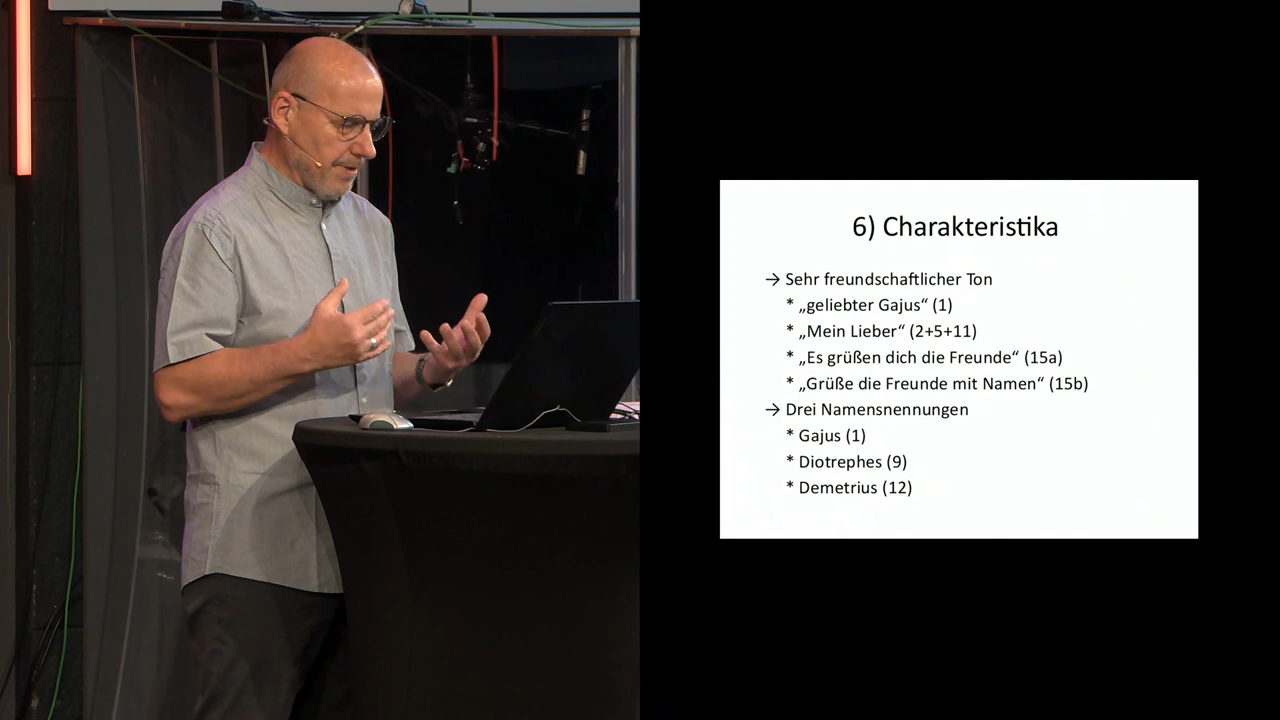 6) Charakteristika
→ Sehr freundschaftlicher Ton
* „geliebter Gajus“ (1)
* „Mein Lieber“ (2+5+11)
* „Es grüßen dich die Freunde“ (15a)
* „Grüße die Freunde mit Namen“ (15b)
→ Drei Namensnennungen
* Gajus (1)
* Diotrephes (9)
* Demetrius (12)